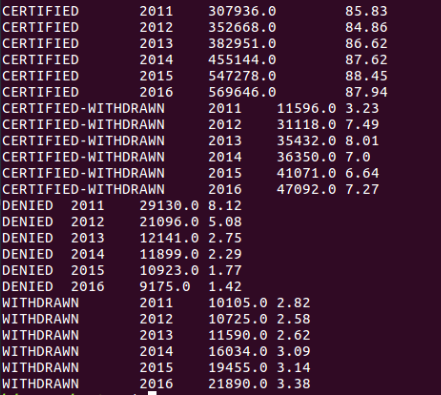 CERTIFIED 2011 307936.0 85.83
CERTIFIED 2012 352668.0 84.86
CERTIFIED 2013 382951.0 86.62
CERTIFIED 2014 455144.0 87.62
CERTIFIED 2015 547278.0 88.45
CERTIFIED 2016 569646.0 87.94
CERTIFIED-WITHDRAWN 2011 11596.0 3.23
CERTIFIED-WITHDRAWN 2012 31118.0 7.49
CERTIFIED-WITHDRAWN 2013 35432.0 8.01
CERTIFIED-WITHDRAWN 2014 36350.0 7.0
CERTIFIED-WITHDRAWN 2015 41071.0 6.64
CERTIFIED-WITHDRAWN 2016 47092.0 7.27
DENIED 2011 29130.0 8.12
DENIED 2012 21096.0 5.08
DENIED 2013 12141.0 2.75
DENIED 2014 11899.0 2.29
DENIED 2015 10923.0 1.77
DENIED 2016 9175.0 1.42
WITHDRAWN 2011 10105.0 2.82
WITHDRAWN 2012 10725.0 2.58
WITHDRAWN 2013 11590.0 2.62
WITHDRAWN 2014 16034.0 3.09
WITHDRAWN 2015 19455.0 3.14
WITHDRAWN 2016 21890.0 3.38